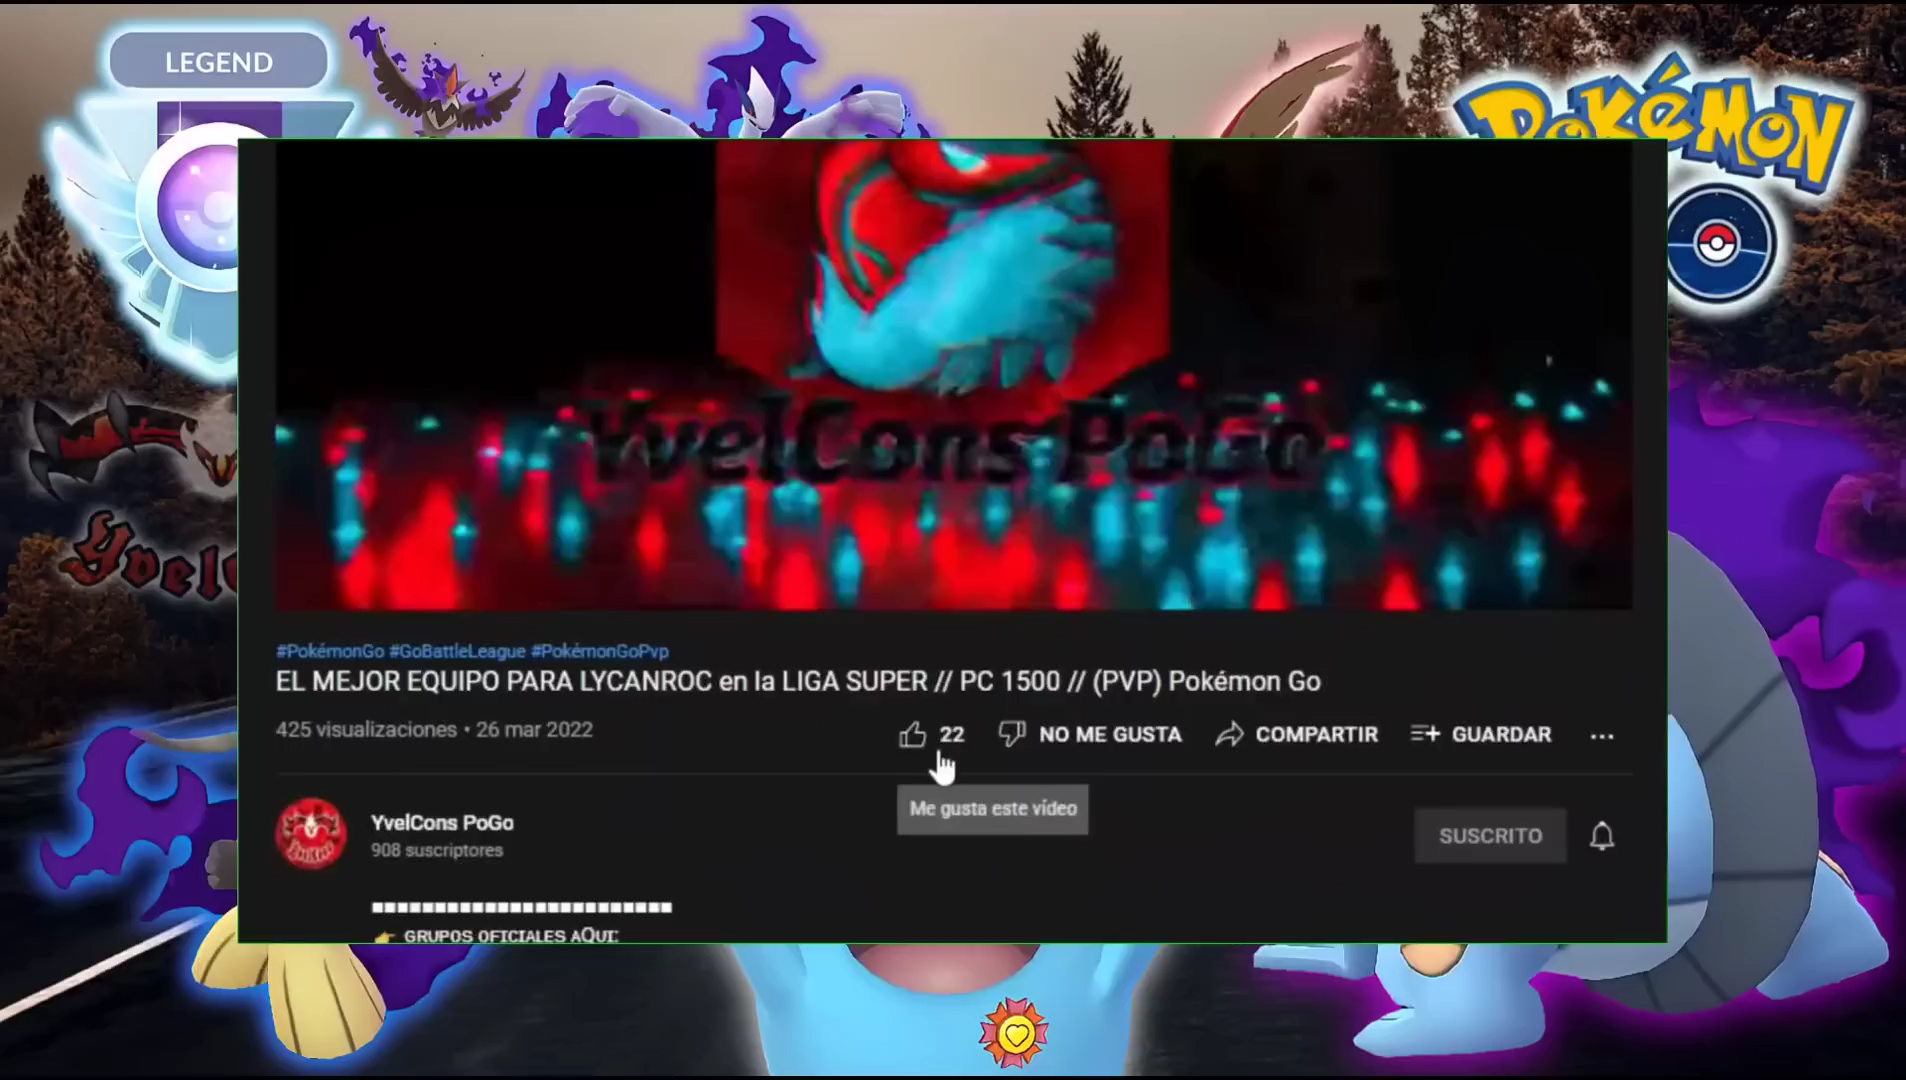 LEGEND
POKéMON
YvelCons PoGo
#PokémonGo #GoBattleLeague #PokémonGoPvp
EL MEJOR EQUIPO PARA LYCANROC en la LIGA SUPER // PC 1500 // (PVP) Pokémon Go
425 visualizaciones • 26 mar 2022
22 NO ME GUSTA COMPARTIR GUARDAR
Me gusta este vídeo
YvelCons PoGo
908 suscriptores
SUSCRITO
GRUPOS OFICIALES AQUÍ: